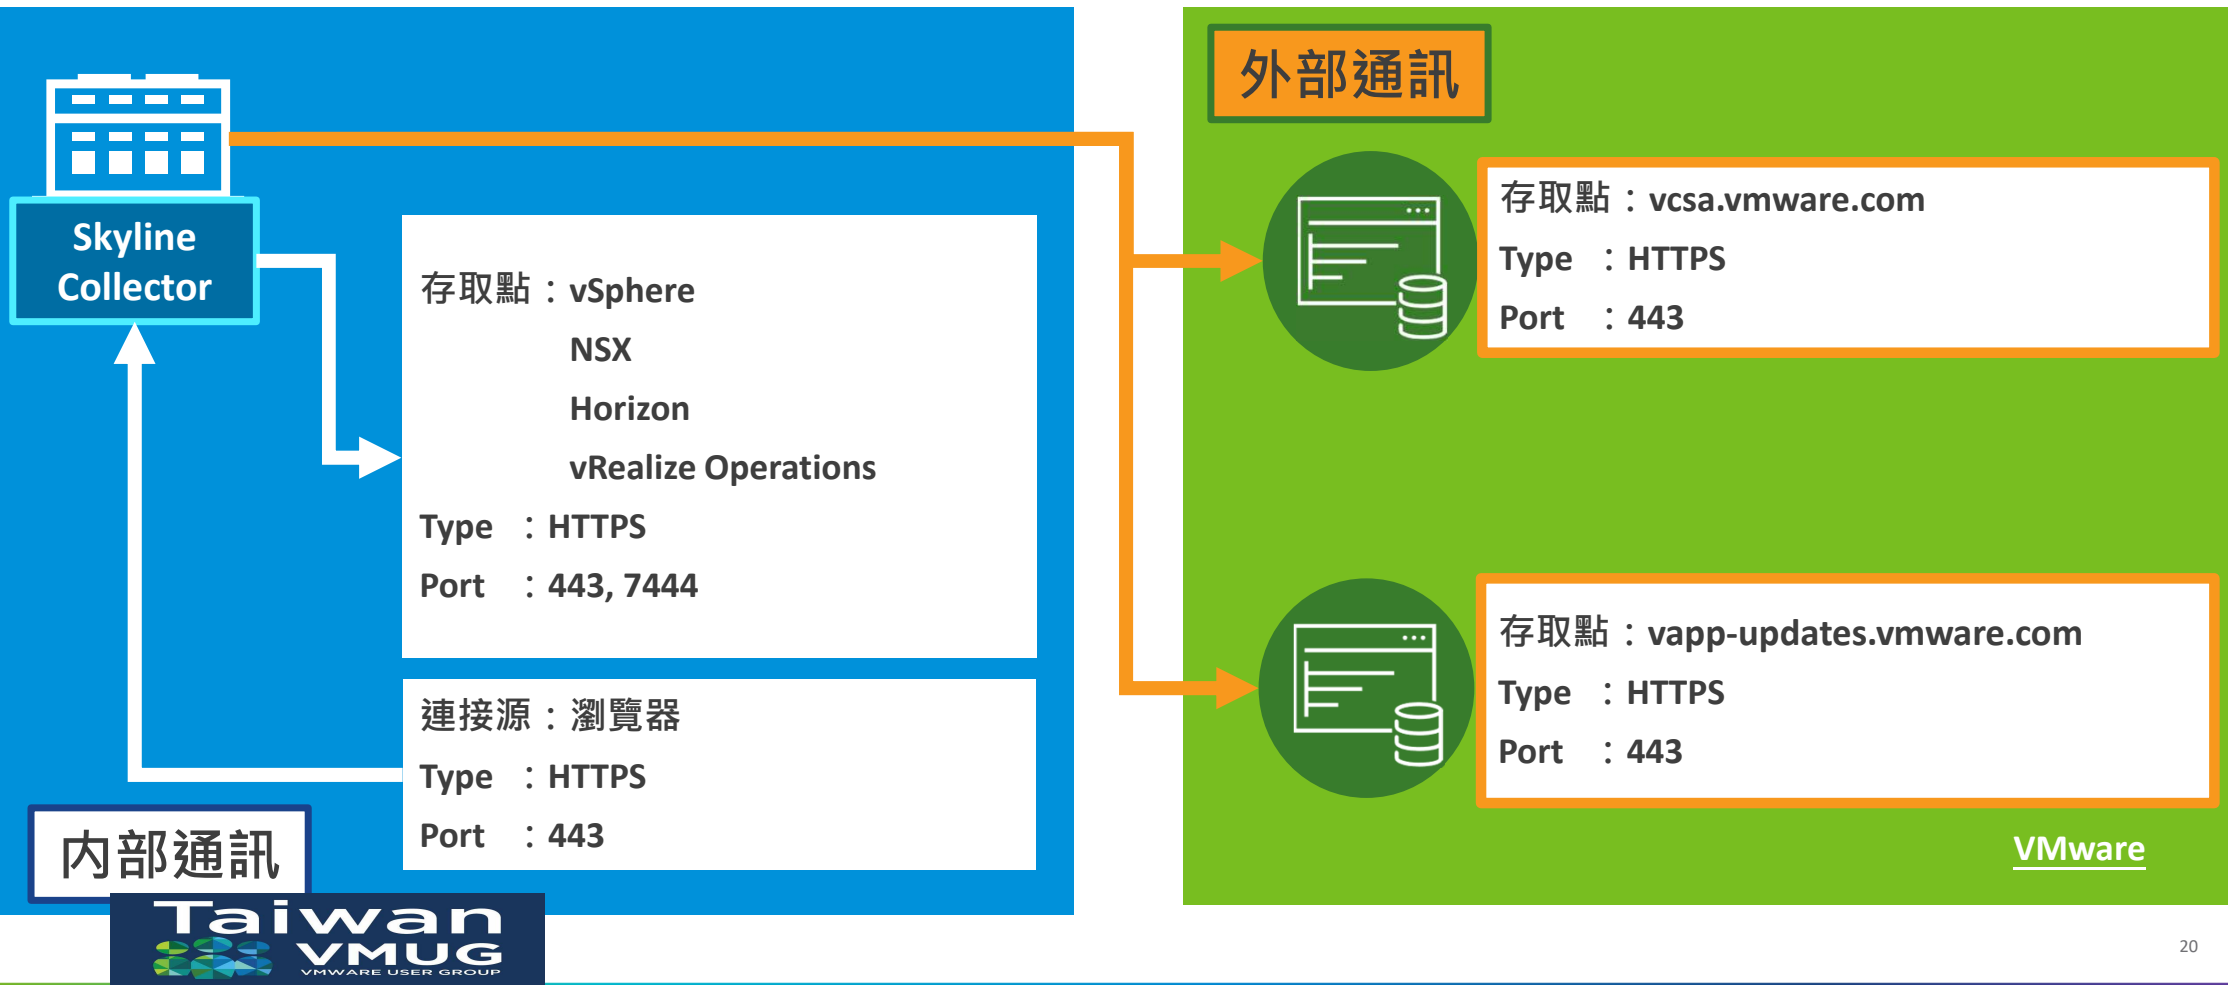 外部通訊
Skyline
Collector
存取點：vSphere
NSX
Horizon
vRealize Operations
Type ：HTTPS
Port ：443, 7444
連接源：瀏覽器
Type ：HTTPS
Port ：443
內部通訊
存取點：vcsa.vmware.com
Type ：HTTPS
Port ：443
存取點：vapp-updates.vmware.com
Type ：HTTPS
Port ：443
VMware
Taiwan
VMUG
VMWARE USER GROUP
20